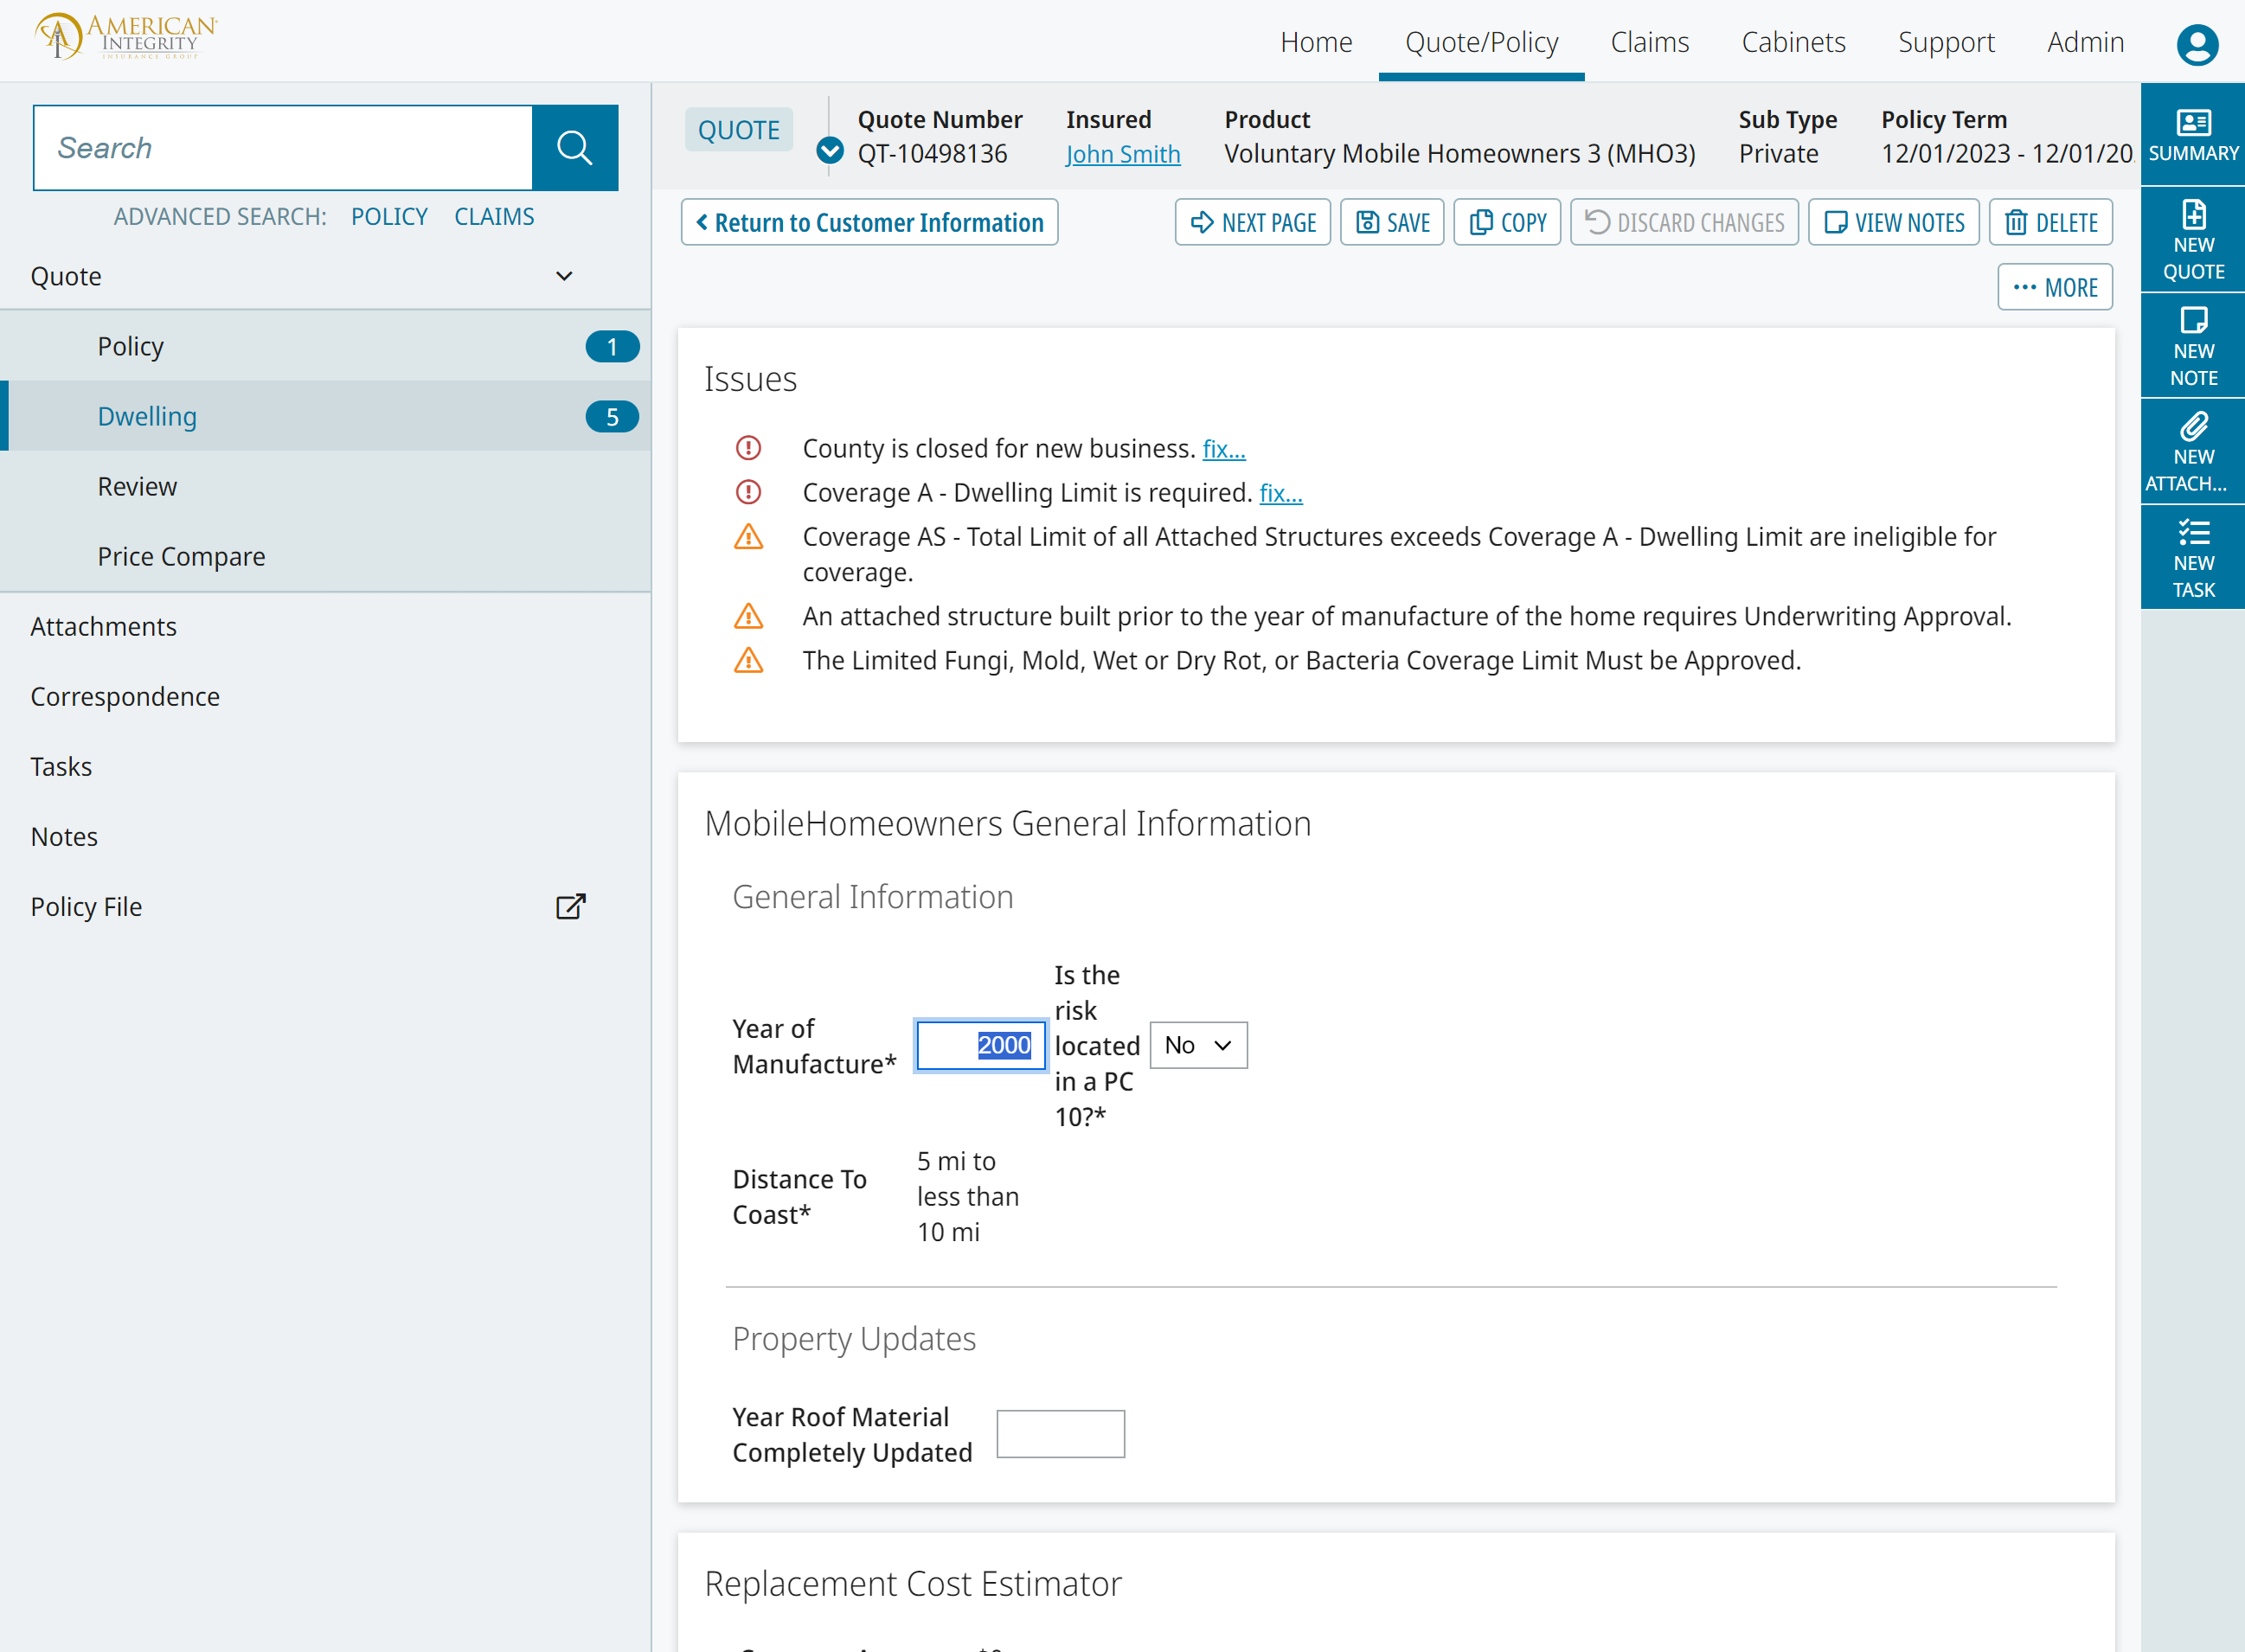 AMERICAN
INTEGRITY
INSURANCE GROUP
Home
Quote/Policy
Claims
Cabinets
Support
Admin
Search
ADVANCED SEARCH: POLICY CLAIMS
Quote
Policy 1
Dwelling 5
Review
Price Compare
Attachments
Correspondence
Tasks
Notes
Policy File
QUOTE
Quote Number
QT-10498136
Insured
John Smith
Product
Voluntary Mobile Homeowners 3 (MHO3)
Sub Type
Private
Policy Term
12/01/2023 - 12/01/20
Return to Customer Information
NEXT PAGE
SAVE
COPY
DISCARD CHANGES
VIEW NOTES
DELETE
MORE
Issues
County is closed for new business. fix...
Coverage A - Dwelling Limit is required. fix...
Coverage AS - Total Limit of all Attached Structures exceeds Coverage A - Dwelling Limit are ineligible for
coverage.
An attached structure built prior to the year of manufacture of the home requires Underwriting Approval.
The Limited Fungi, Mold, Wet or Dry Rot, or Bacteria Coverage Limit Must be Approved.
MobileHomeowners General Information
General Information
Year of
Manufacture*
2000
Is the
risk
located
in a PC
10?*
No
Distance To
Coast*
5 mi to
less than
10 mi
Property Updates
Year Roof Material
Completely Updated
Replacement Cost Estimator
SUMMARY
NEW
QUOTE
NEW
NOTE
NEW
ATTACH...
NEW
TASK